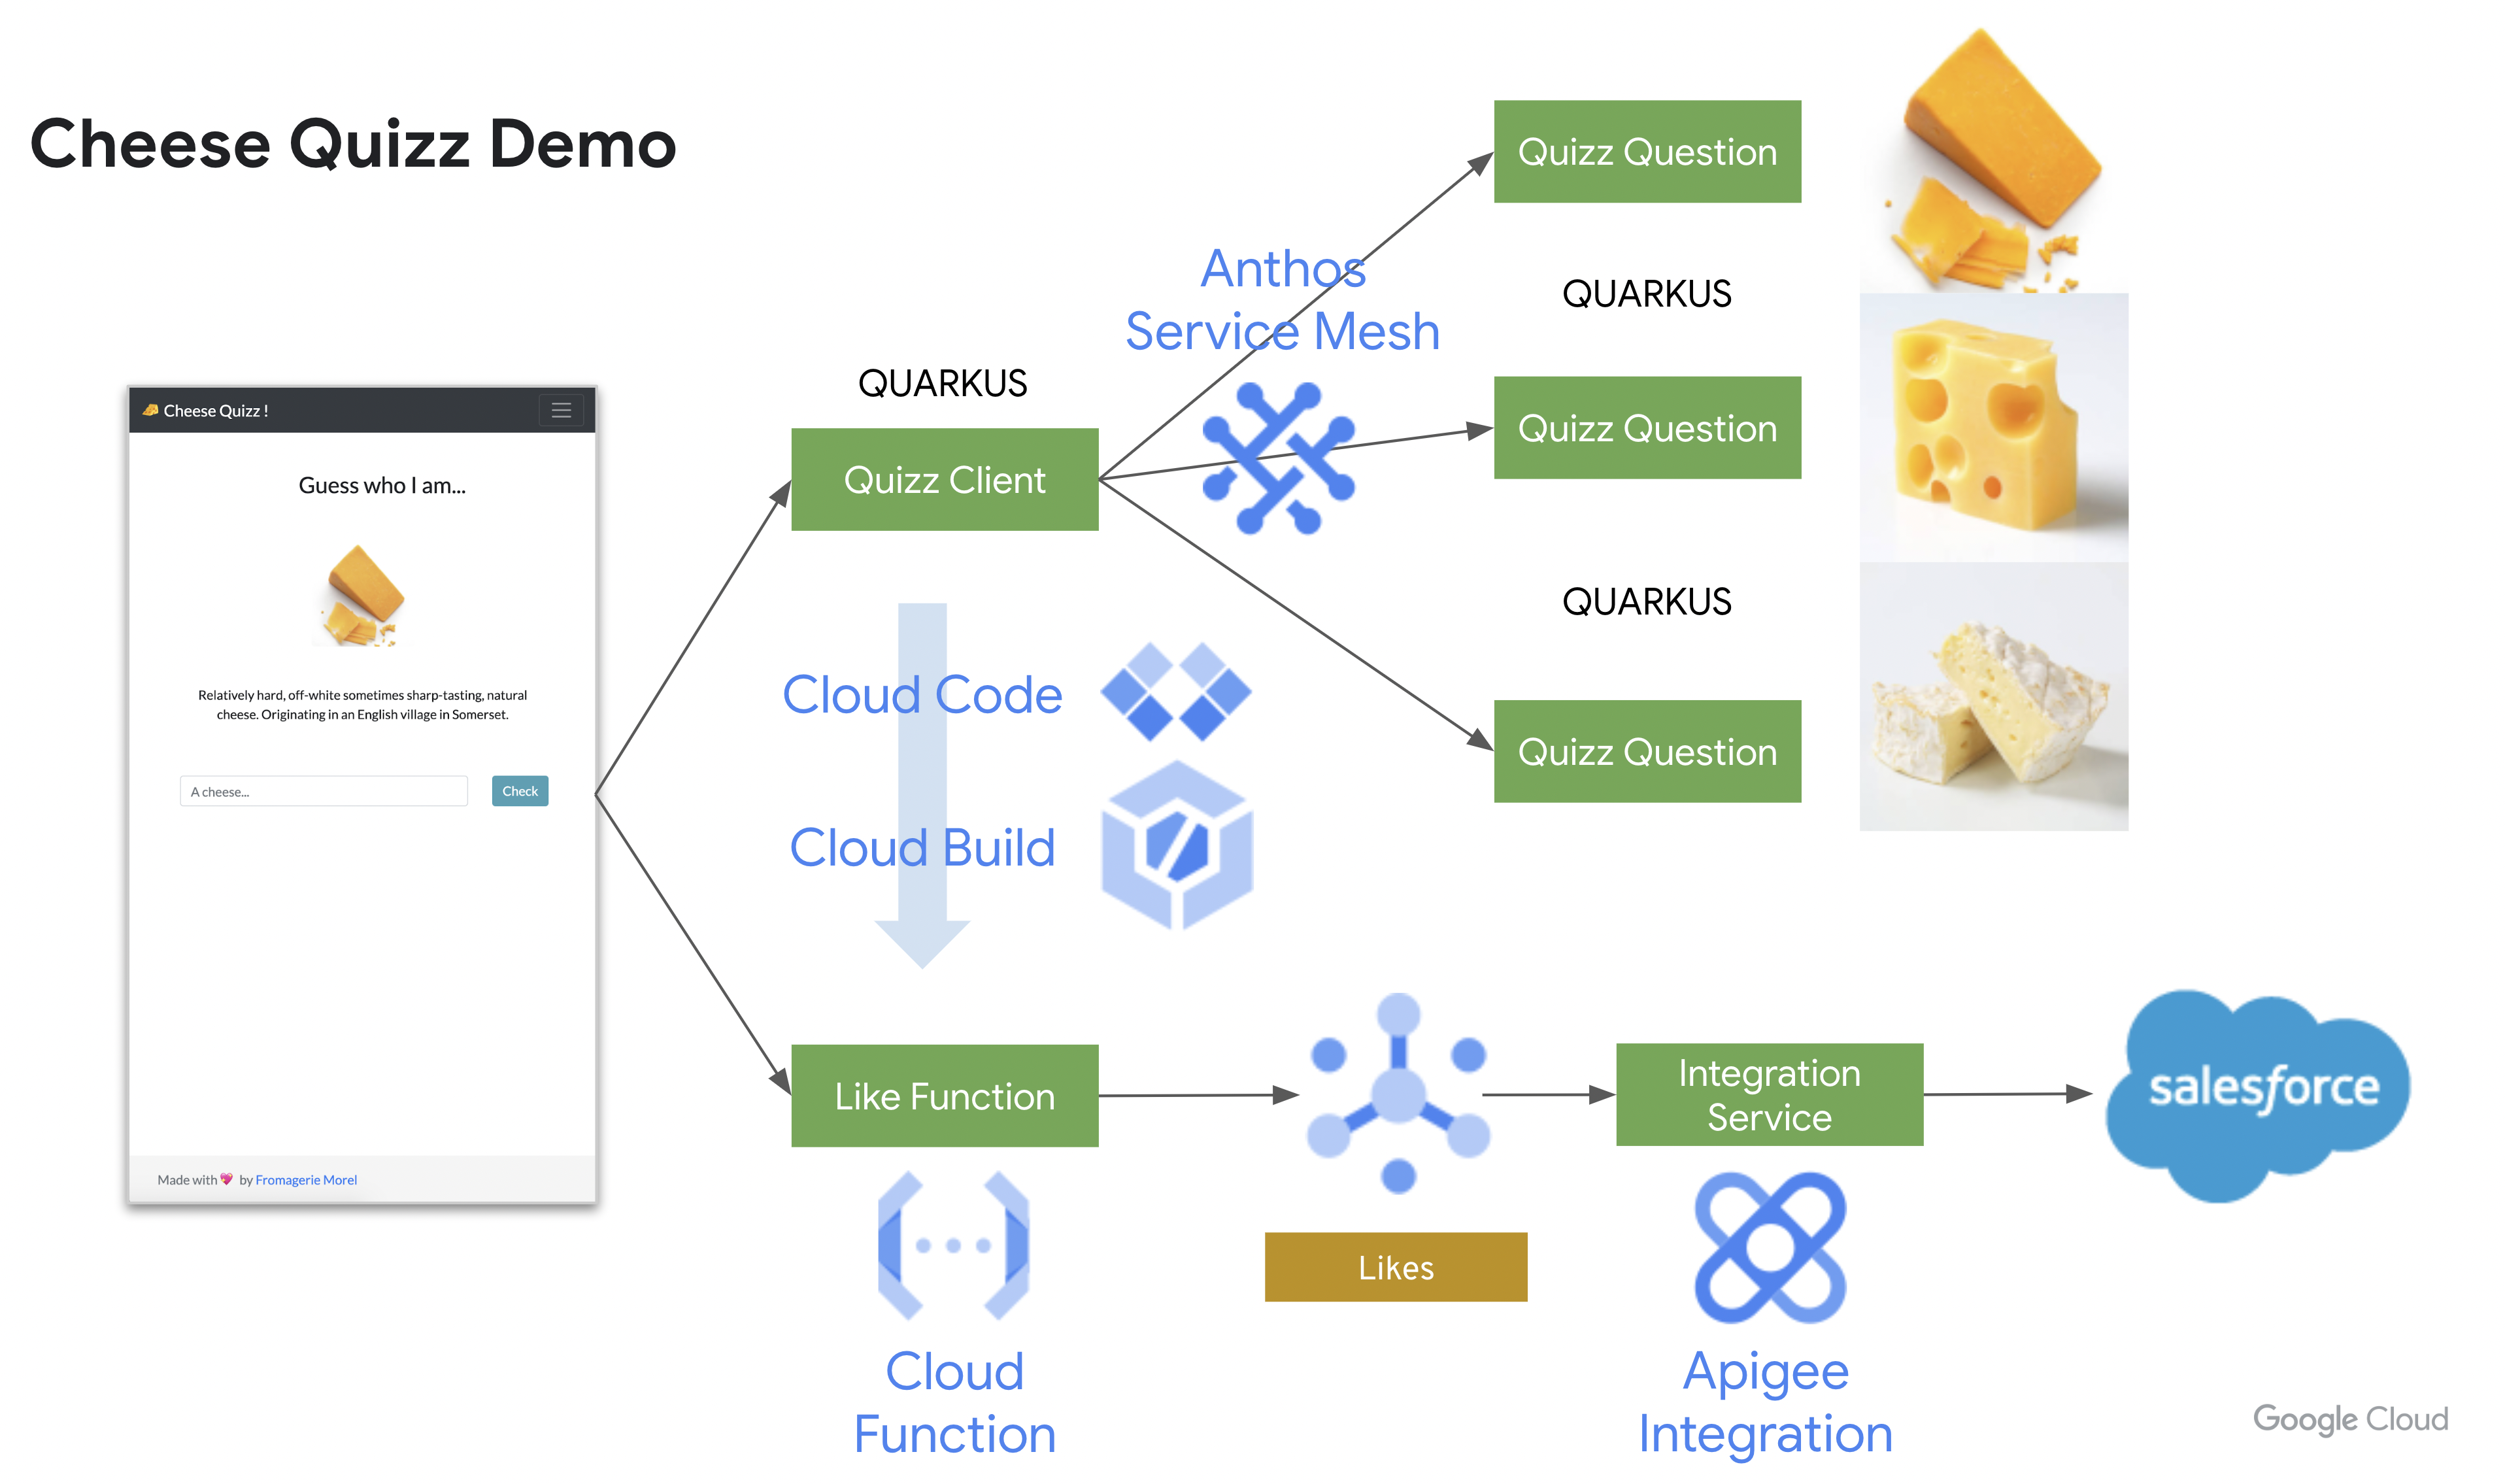 Cheese Quizz Demo
Cheese Quizz !
Guess who I am...
Relatively hard, off-white sometimes sharp-tasting, natural
cheese. Originating in an English village in Somerset.
A cheese...
Check
Made with 💖 by Fromagerie Morel
QUARKUS
Quizz Client
Anthos
Service Mesh
Quizz Question
QUARKUS
Quizz Question
QUARKUS
Quizz Question
Cloud Code
Cloud Build
Like Function
Cloud
Function
Likes
Integration
Service
Apigee
Integration
salesforce
Google Cloud